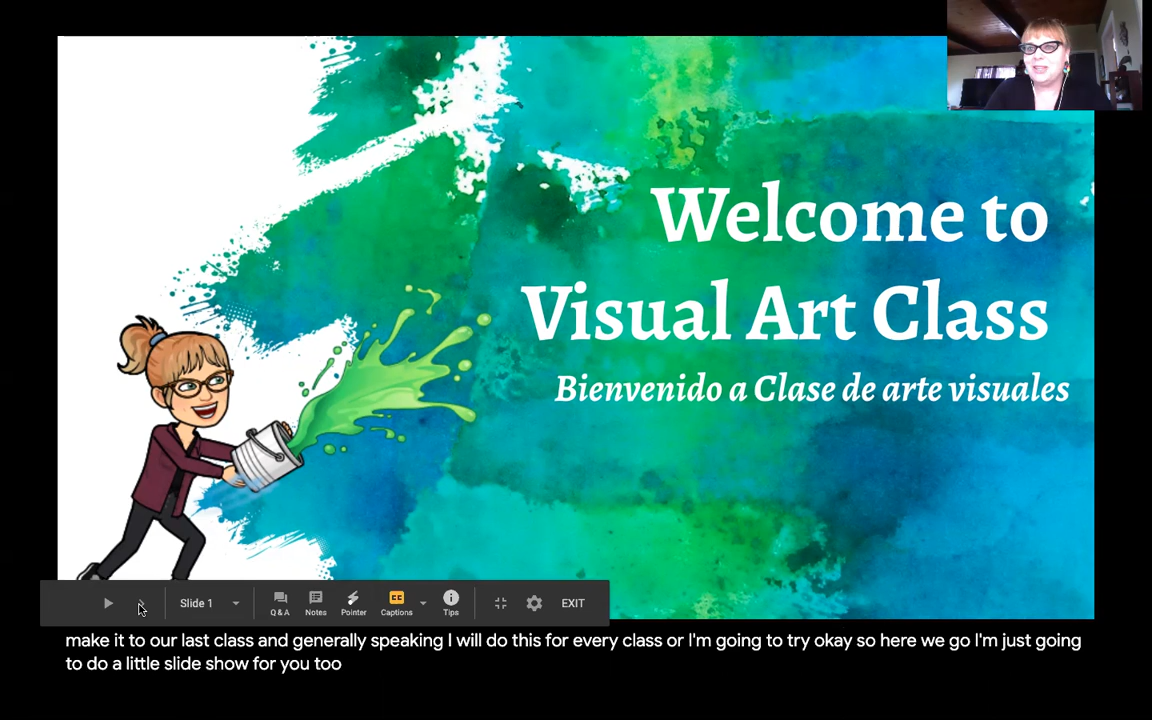 Welcome to
Visual Art Class
Bienvenido a Clase de arte visuales
Slide 1
Q & A
Notes
Pointer
CC
Captions
Tips
EXIT
make it to our last class and generally speaking I will do this for every class or I'm going to try okay so here we go I'm just going
to do a little slide show for you too